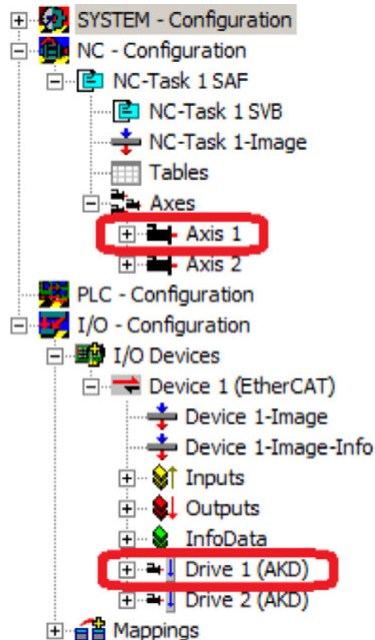 SYSTEM - Configuration
NC - Configuration
NC-Task 1 SAF
NC-Task 1 SVB
NC-Task 1-Image
Tables
Axes
Axis 1
Axis 2
PLC - Configuration
I/O - Configuration
I/O Devices
Device 1 (EtherCAT)
Device 1-Image
Device 1-Image-Info
Inputs
Outputs
InfoData
Drive 1 (AKD)
Drive 2 (AKD)
Mappings